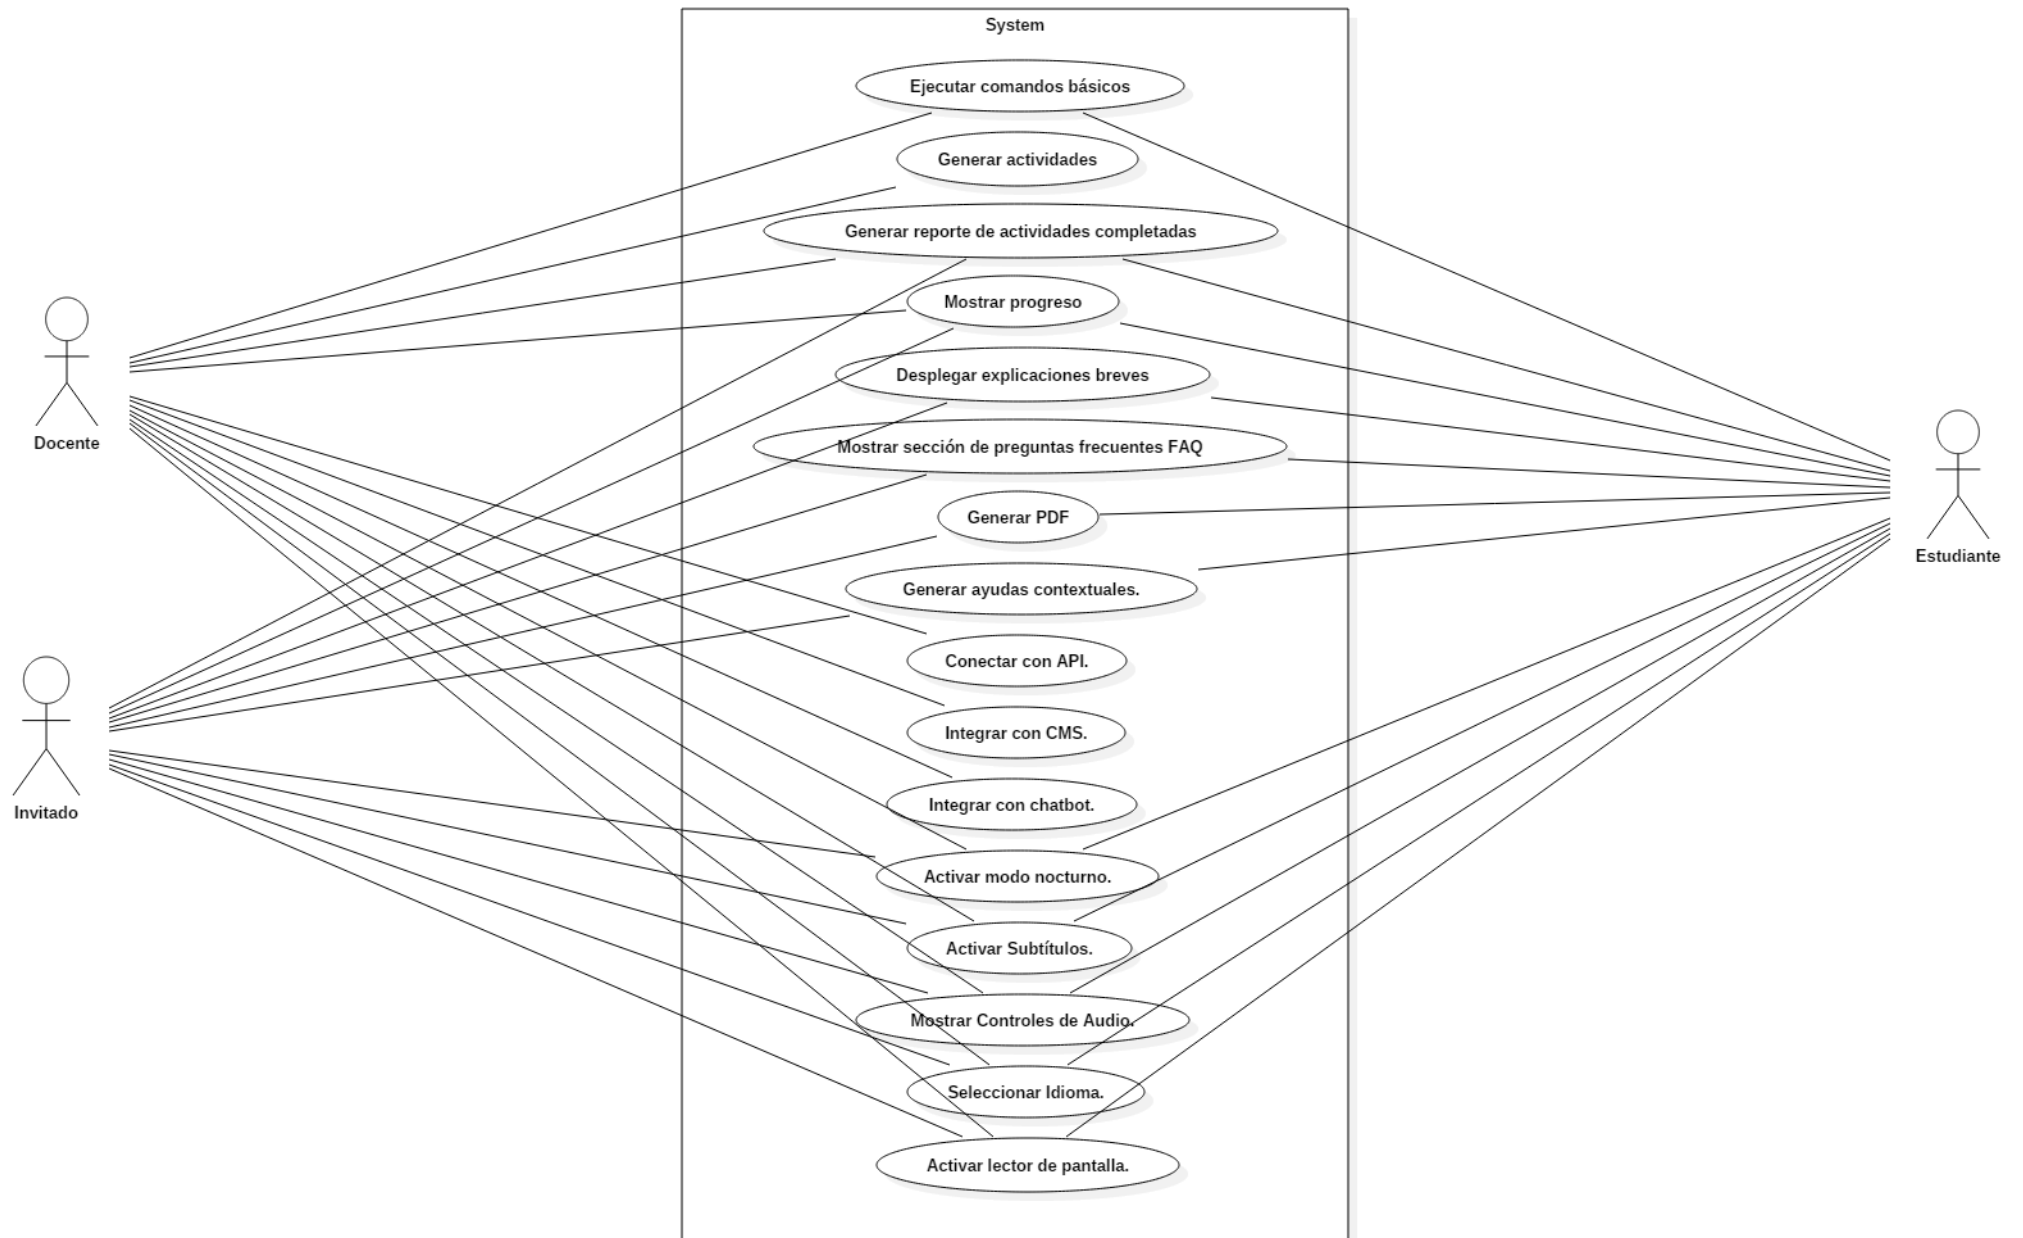 System
Ejecutar comandos básicos
Generar actividades
Generar reporte de actividades completadas
Mostrar progreso
Desplegar explicaciones breves
Docente
Mostrar sección de preguntas frecuentes FAQ
Generar PDF
Estudiante
Generar ayudas contextuales.
Conectar con API.
Integrar con CMS.
Integrar con chatbot.
Invitado
Activar modo nocturno.
Activar Subtítulos.
Mostrar Controles de Audio.
Seleccionar Idioma.
Activar lector de pantalla.